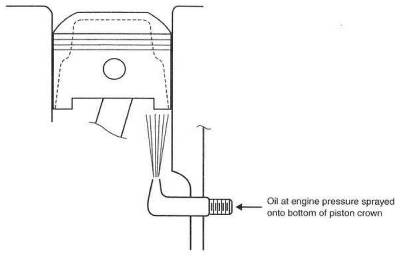 Oil at engine pressure sprayed
onto bottom of piston crown